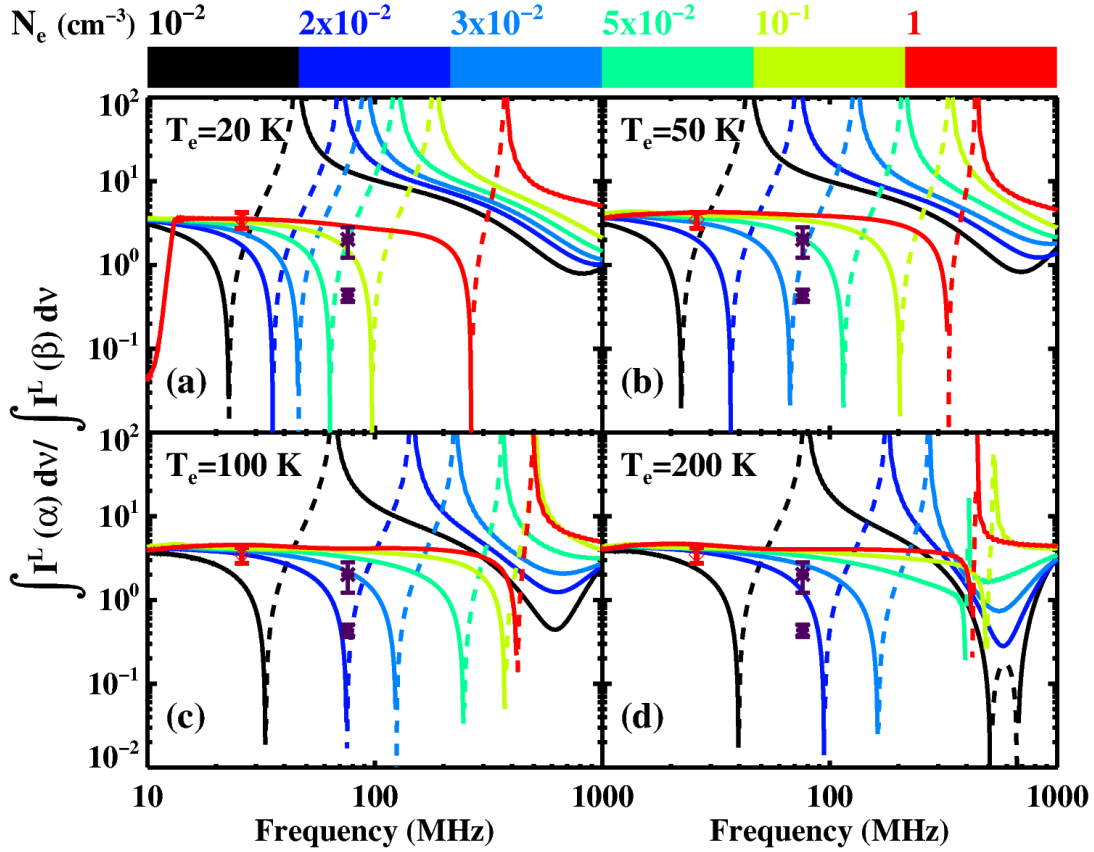 Nₑ (cm⁻³) 10⁻² 2x10⁻² 3x10⁻² 5x10⁻² 10⁻¹ 1
10² Tₑ=20 K Tₑ=50 K
10¹
10⁰
10⁻¹
(a) (b)
10² Tₑ=100 K Tₑ=200 K
10¹
10⁰
10⁻¹
(c) (d)
10⁻²
10 100 1000 100 1000
Frequency (MHz) Frequency (MHz)
∫ Iᴸ (α) dν/ ∫ Iᴸ (β) dν